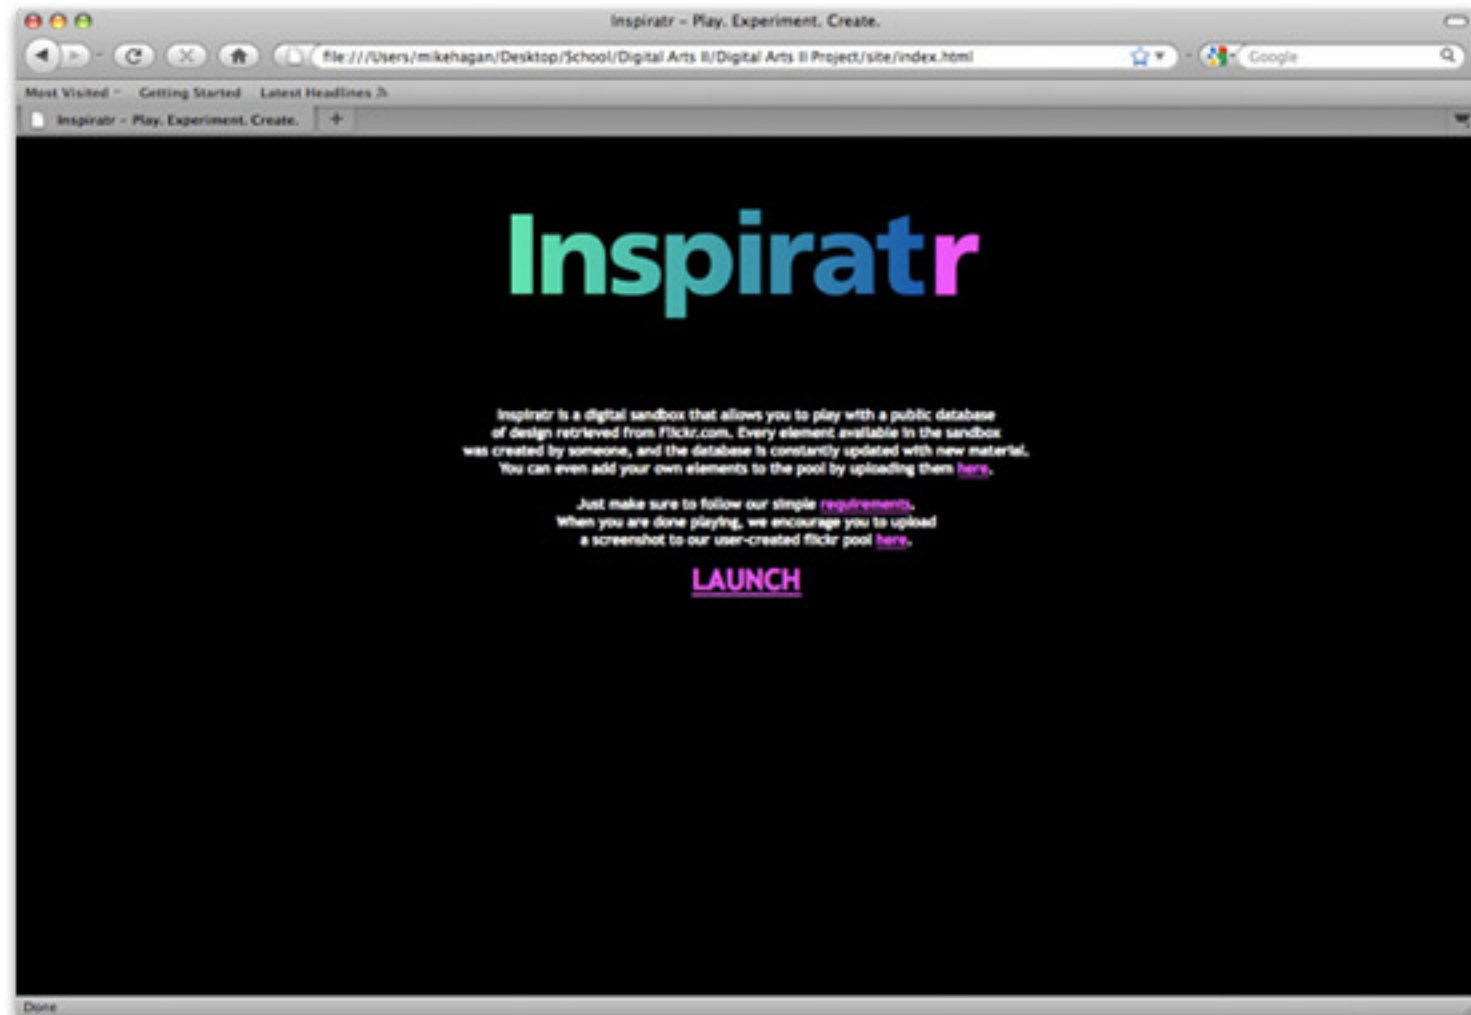 Inspiratr – Play. Experiment. Create.
file:///Users/mikehagan/Desktop/School/Digital Arts II/Digital Arts II Project/site/index.html
Google
Most Visited Getting Started Latest Headlines
Inspiratr – Play. Experiment. Create. +
Inspiratr
Inspiratr is a digital sandbox that allows you to play with a public database
of design retrieved from Flickr.com. Every element available in the sandbox
was created by someone, and the database is constantly updated with new material.
You can even add your own elements to the pool by uploading them here.
Just make sure to follow our simple requirements.
When you are done playing, we encourage you to upload
a screenshot to our user-created flickr pool here.
LAUNCH
Done